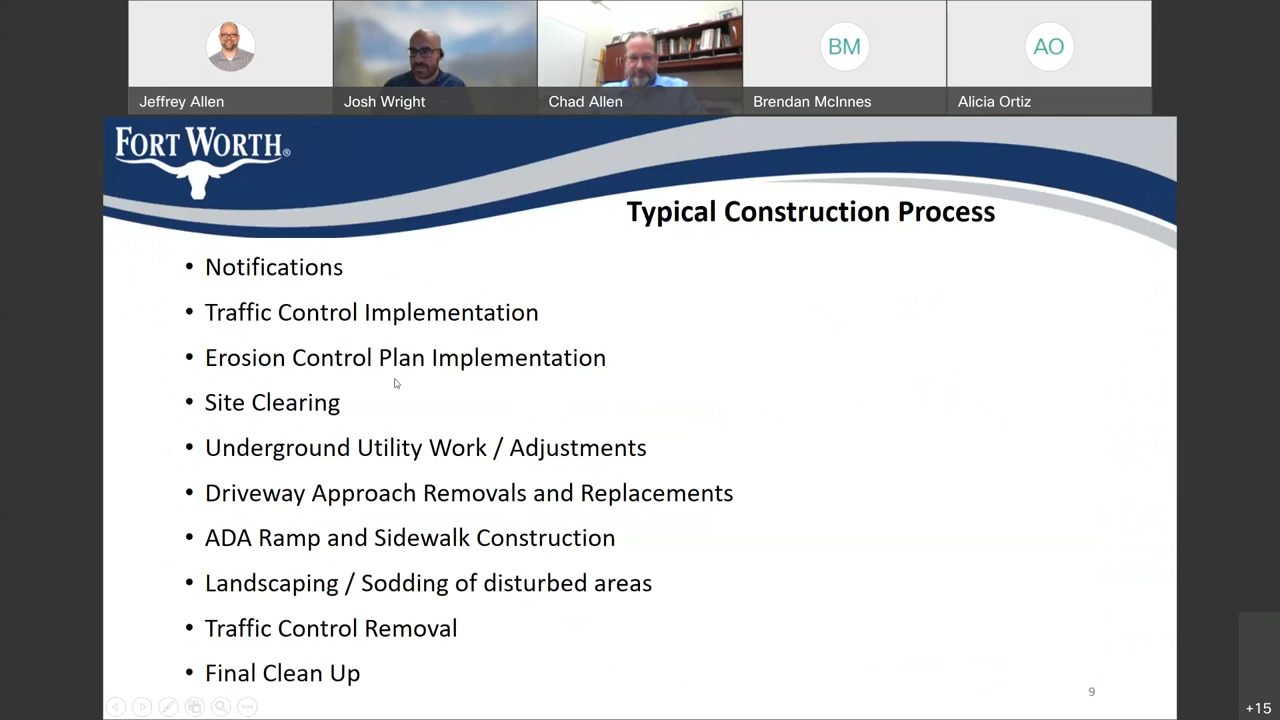 BM
AO
Jeffrey Allen
Josh Wright
Chad Allen
Brendan McInnes
Alicia Ortiz
FORT WORTH®
Typical Construction Process
• Notifications
• Traffic Control Implementation
• Erosion Control Plan Implementation
• Site Clearing
• Underground Utility Work / Adjustments
• Driveway Approach Removals and Replacements
• ADA Ramp and Sidewalk Construction
• Landscaping / Sodding of disturbed areas
• Traffic Control Removal
• Final Clean Up
9
+15